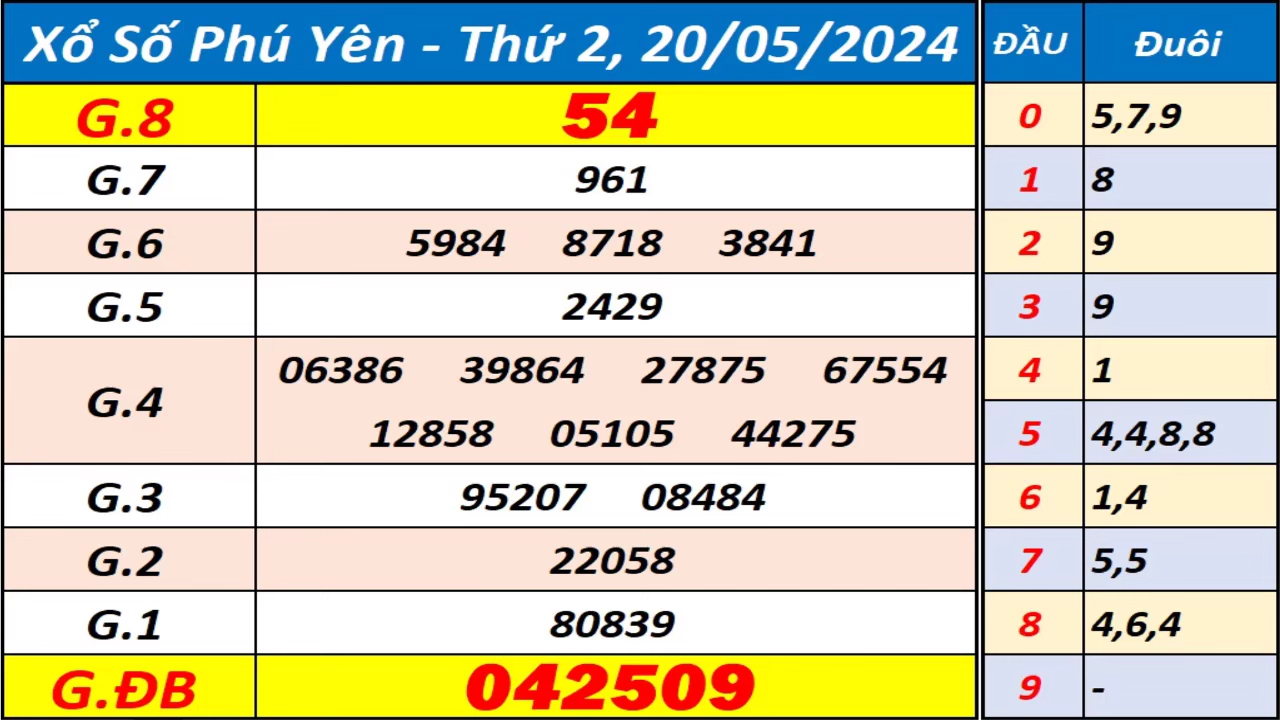 Xổ Số Phú Yên - Thứ 2, 20/05/2024
G.8 54
G.7 961
G.6 5984 8718 3841
G.5 2429
G.4 06386 39864 27875 67554
12858 05105 44275
G.3 95207 08484
G.2 22058
G.1 80839
G.ĐB 042509
ĐẦU Đuôi
0 5,7,9
1 8
2 9
3 9
4 1
5 4,4,8,8
6 1,4
7 5,5
8 4,6,4
9 -